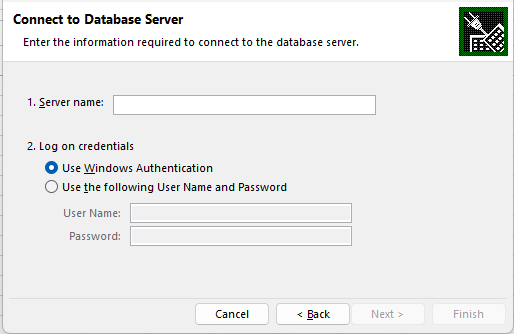 Connect to Database Server
Enter the information required to connect to the database server.
1. Server name:
2. Log on credentials
Use Windows Authentication
Use the following User Name and Password
User Name:
Password:
Cancel
< Back
Next >
Finish